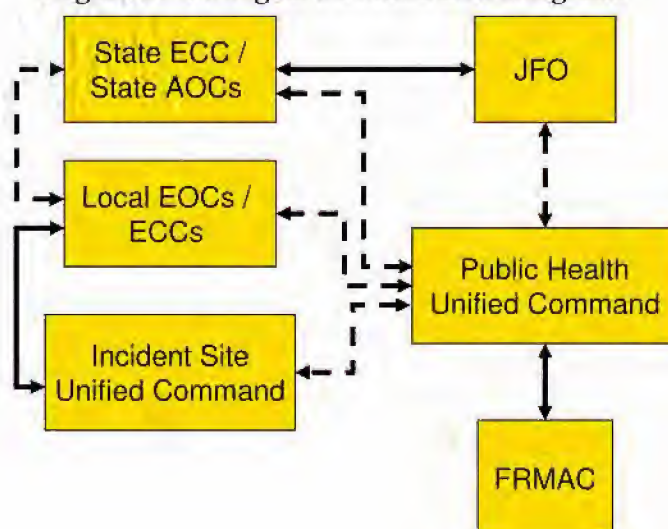 State ECC /
State AOCs
JFO
Local EOCs /
ECCs
Public Health
Unified Command
Incident Site
Unified Command
FRMAC